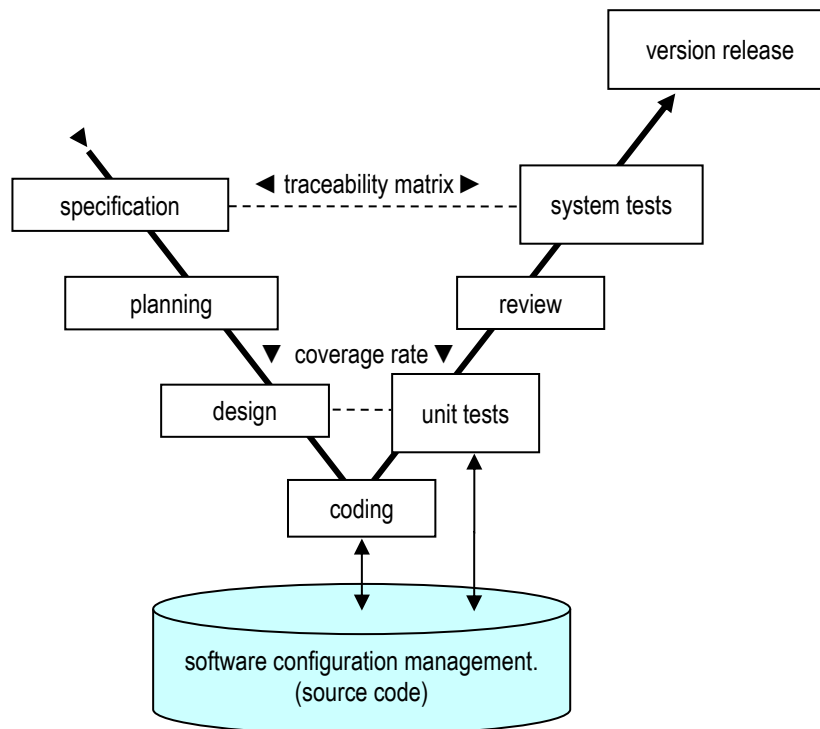 version release
◄ traceability matrix ►
specification
system tests
planning
review
▼ coverage rate ▼
design
unit tests
coding
software configuration management.
(source code)